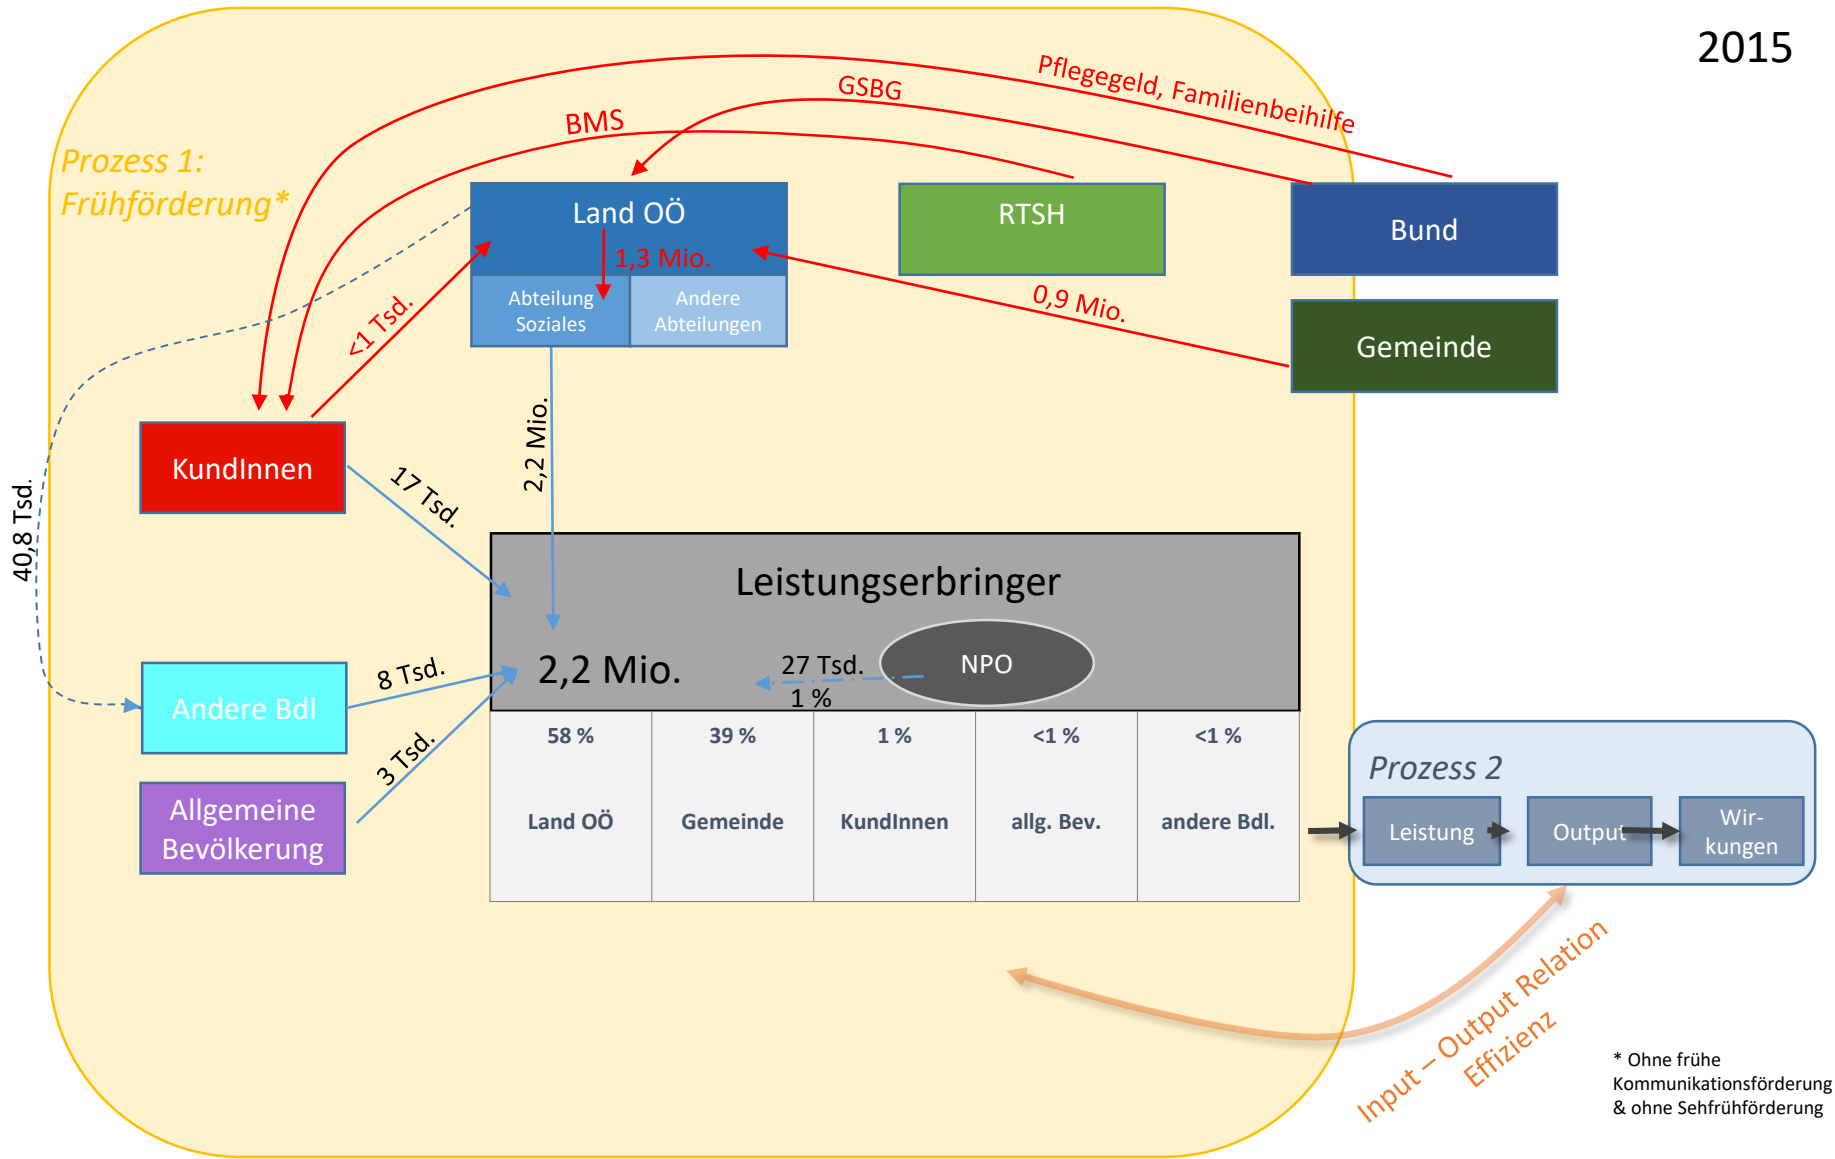 2015
Pflegegeld, Familienbeihilfe
GSBG
BMS
Prozess 1:
Frühförderung*
Land OÖ
1,3 Mio.
Abteilung
Soziales
Andere
Abteilungen
RTSH
Bund
Gemeinde
0,9 Mio.
<1 Tsd.
KundInnen
17 Tsd.
2,2 Mio.
40,8 Tsd.
Leistungserbringer
2,2 Mio.
27 Tsd.
1 %
NPO
8 Tsd.
Andere Bdl
3 Tsd.
Allgemeine
Bevölkerung
58 % 39 % 1 % <1 % <1 %
Land OÖ Gemeinde KundInnen allg. Bev. andere Bdl.
Prozess 2
Leistung
Output
Wir-
kungen
Input – Output Relation
Effizienz
* Ohne frühe
Kommunikationsförderung
& ohne Sehfrühförderung